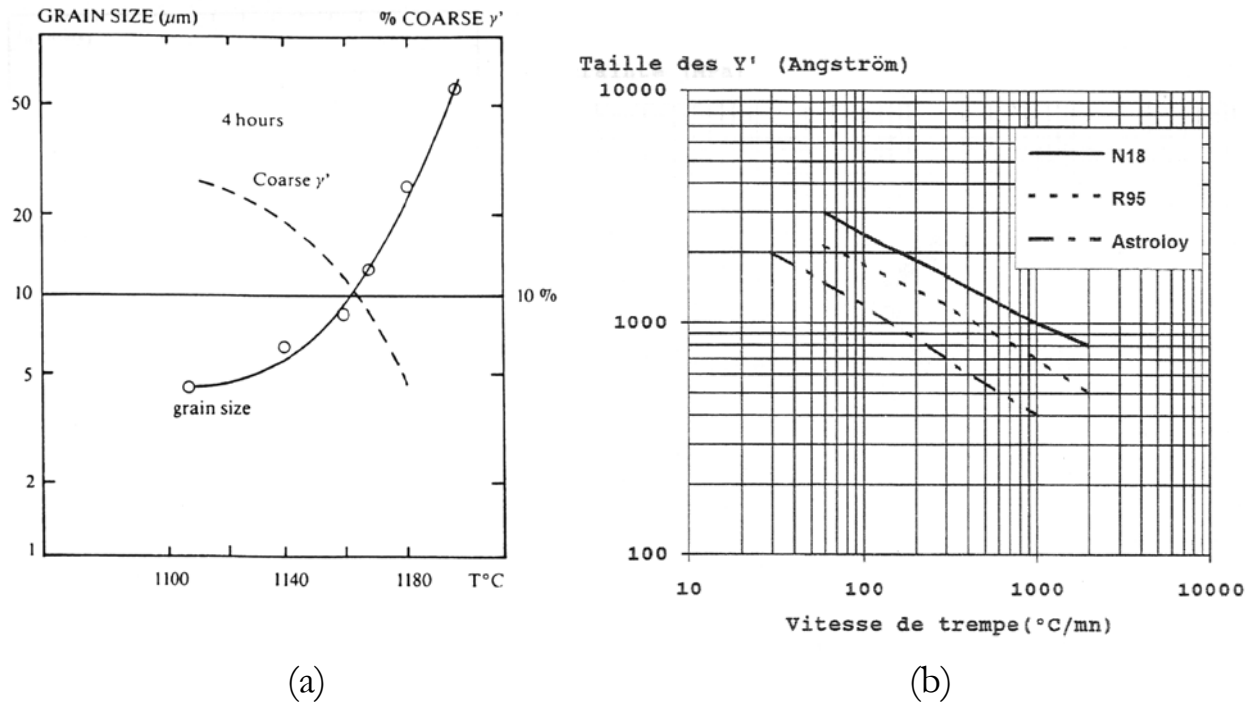 GRAIN SIZE (μm)
% COARSE γ'
50
4 hours
Coarse γ'
20
10
10 %
5
grain size
2
1
1100
1140
1180
T°C
(a)
Taille des Y' (Angström)
10000
N18
R95
Astroloy
1000
100
10
100
1000
10000
Vitesse de trempe(°C/mn)
(b)